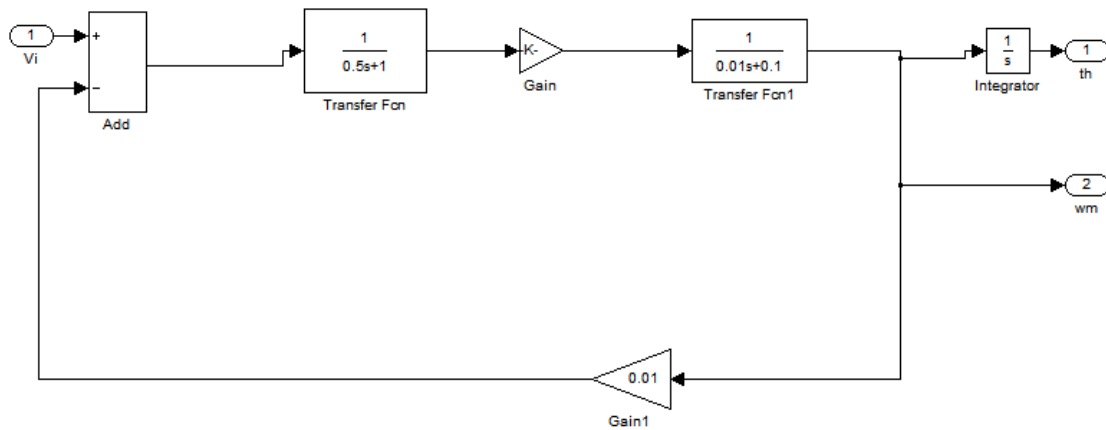 1
Vi
+
−
Add
1
0.5s+1
Transfer Fcn
K-
Gain
1
0.01s+0.1
Transfer Fcn1
1
s
Integrator
1
th
2
wm
0.01
Gain1